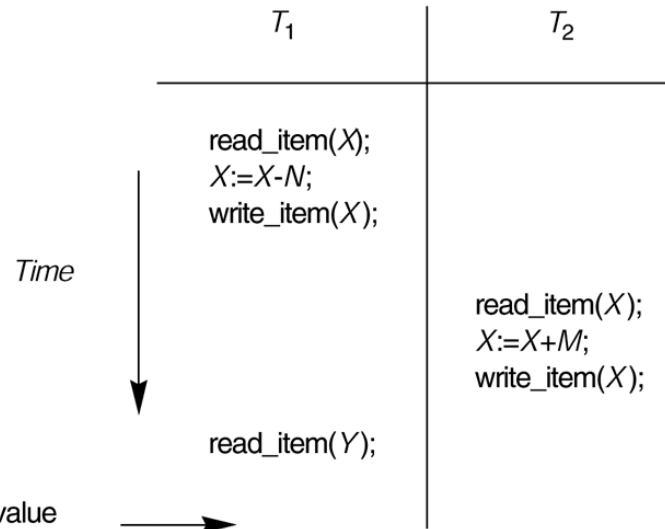 T1 T2
read_item(X);
X:=X-N;
write_item(X);
Time
read_item(X);
X:=X+M;
write_item(X);
read_item(Y);
value